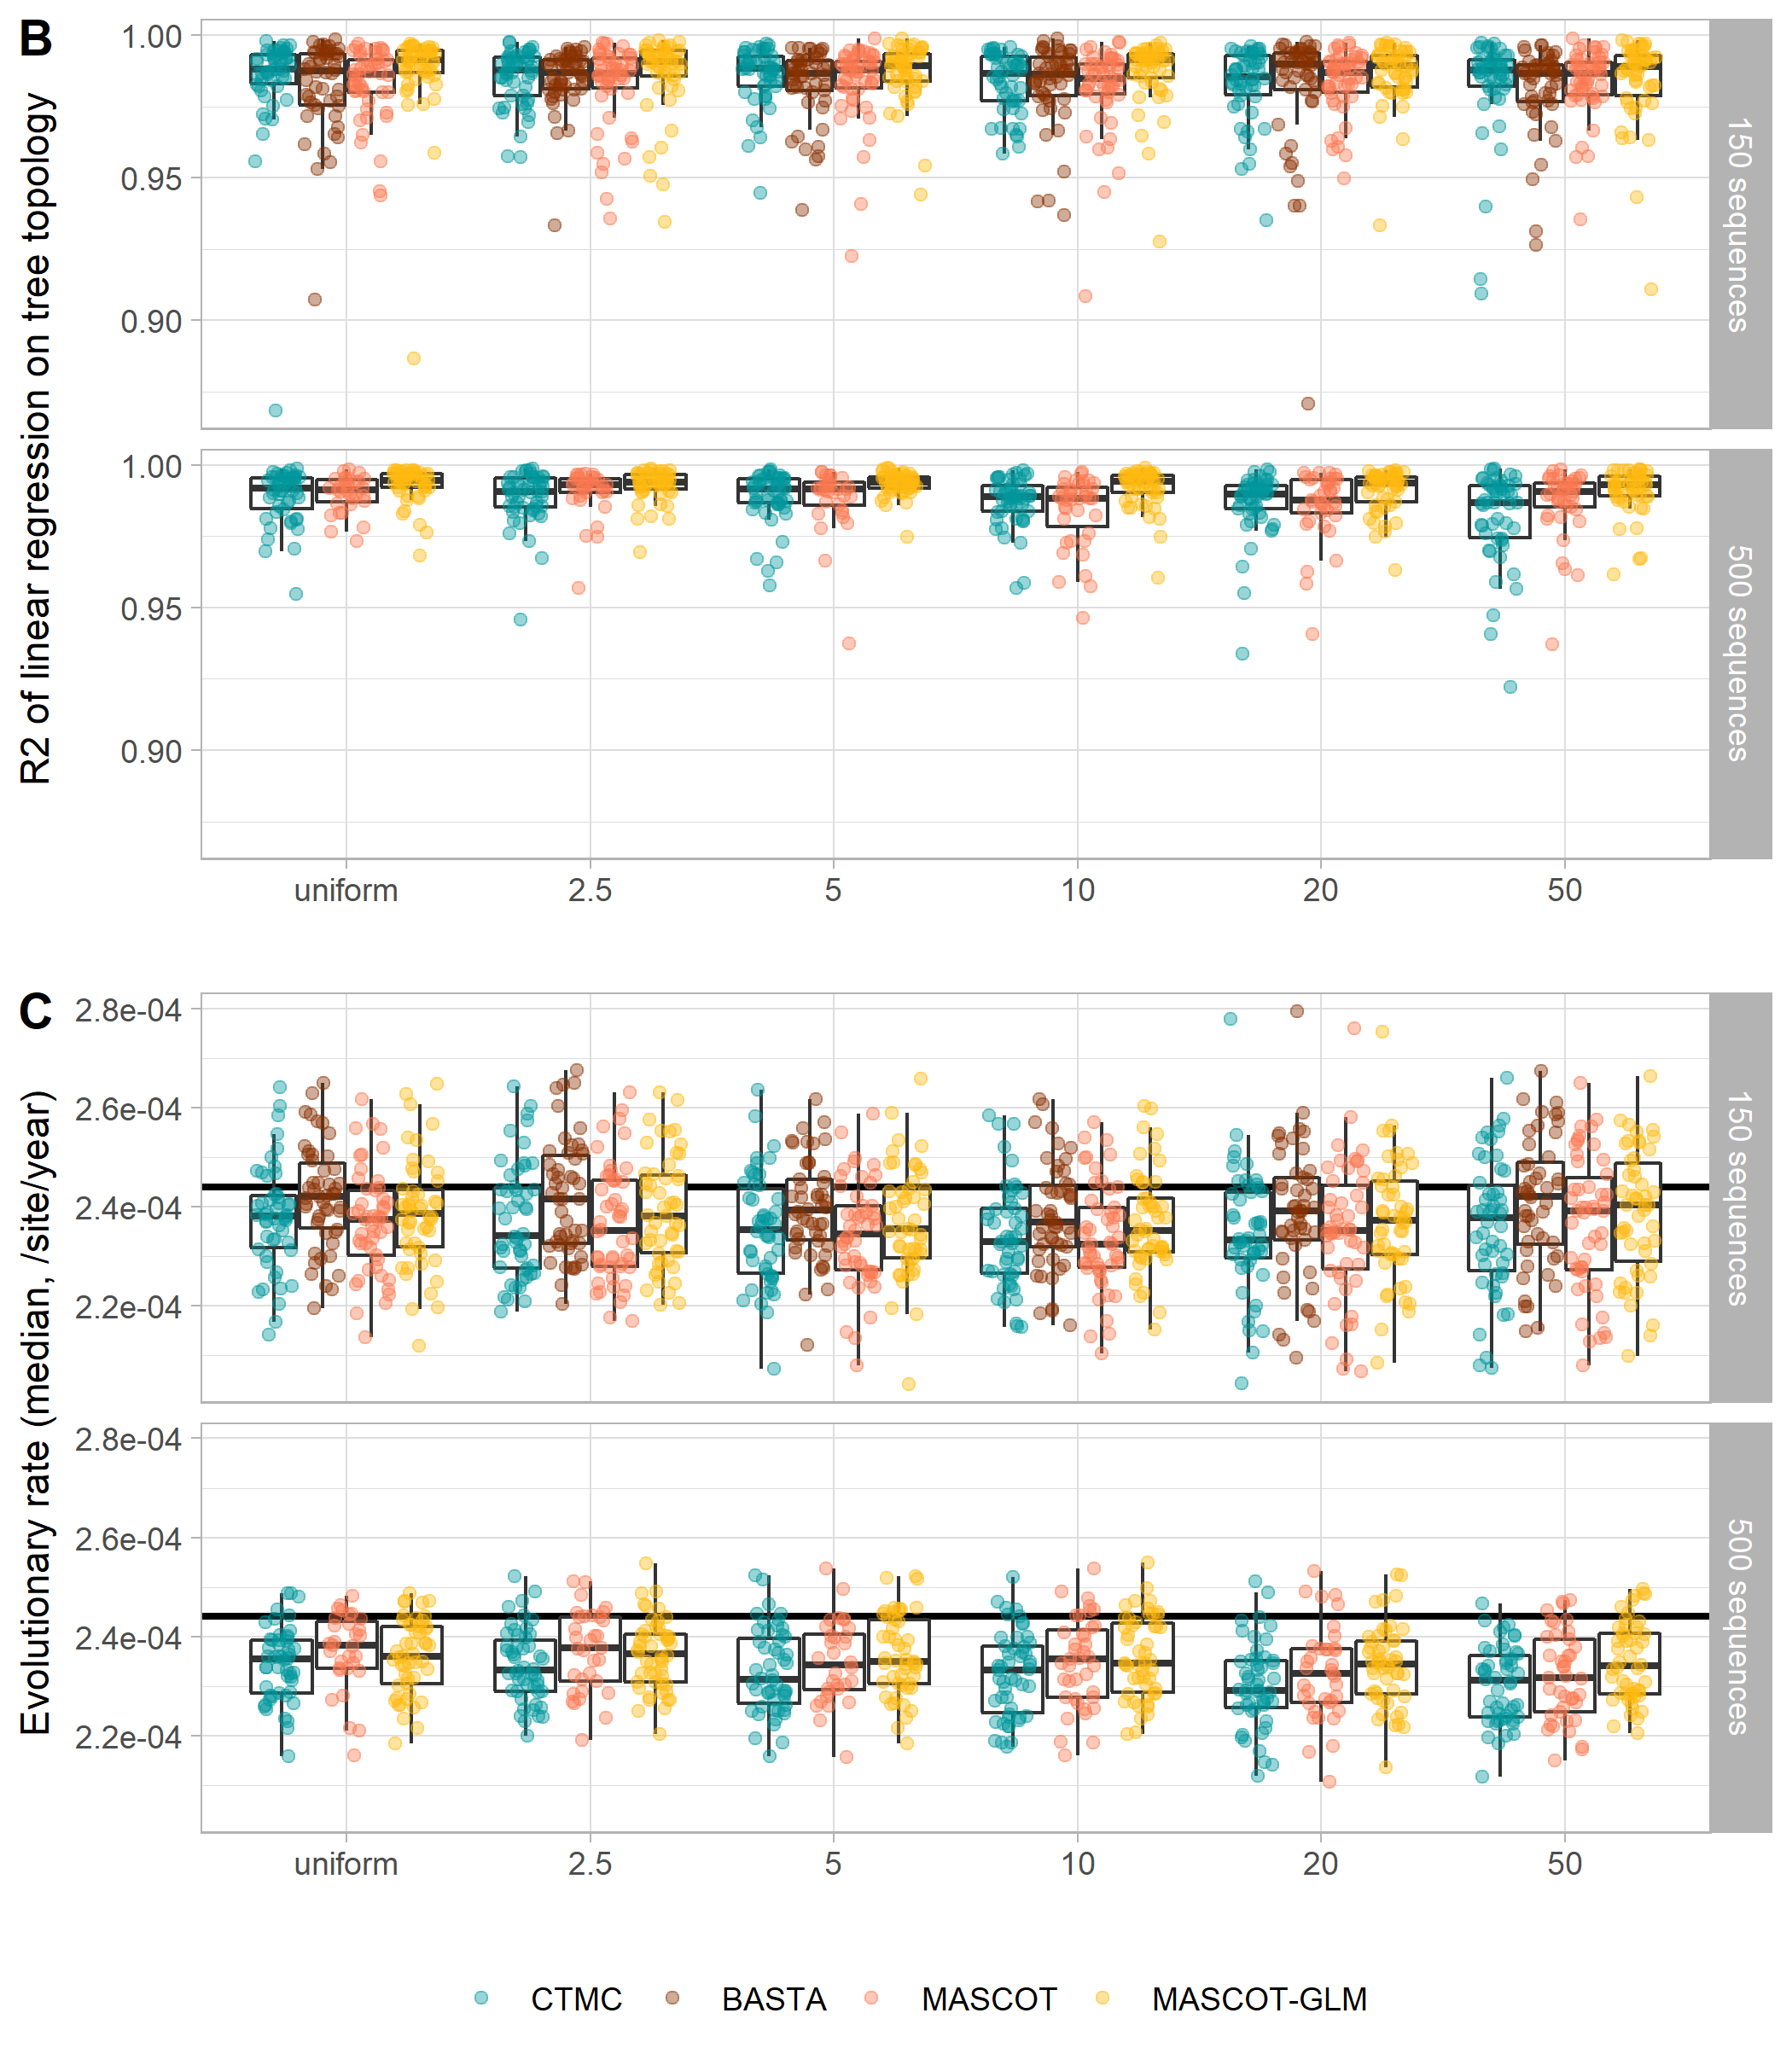 B
R2 of linear regression on tree topology
1.00
0.95
0.90
150 sequences
1.00
0.95
0.90
500 sequences
uniform 2.5 5 10 20 50
C
Evolutionary rate (median, /site/year)
2.8e-04
2.6e-04
2.4e-04
2.2e-04
150 sequences
2.8e-04
2.6e-04
2.4e-04
2.2e-04
500 sequences
uniform 2.5 5 10 20 50
CTMC BASTA MASCOT MASCOT-GLM